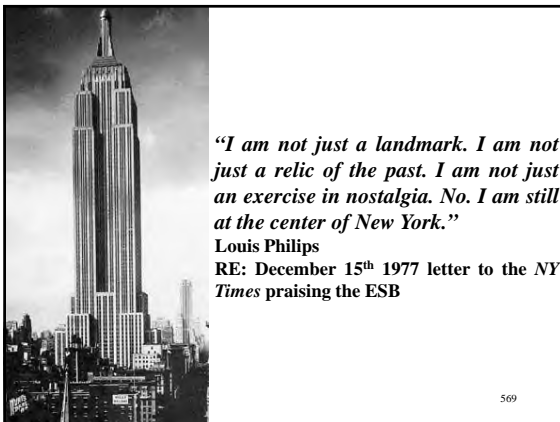 “I am not just a landmark. I am not
just a relic of the past. I am not just
an exercise in nostalgia. No. I am still
at the center of New York.”
Louis Philips
RE: December 15th 1977 letter to the NY
Times praising the ESB
569